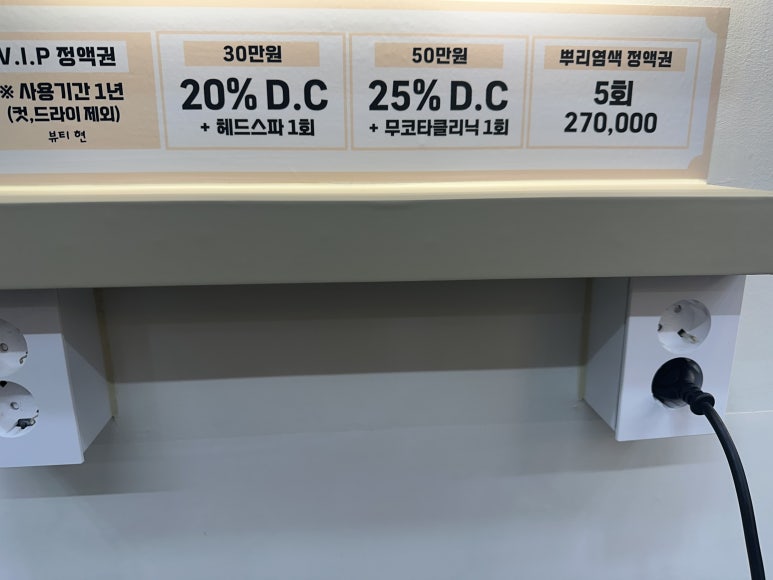 V.I.P 정액권
※ 사용기간 1년
(컷,드라이 제외)
뷰티 현
30만원
20% D.C
+ 헤드스파 1회
50만원
25% D.C
+ 무코타클리닉 1회
뿌리염색 정액권
5회
270,000